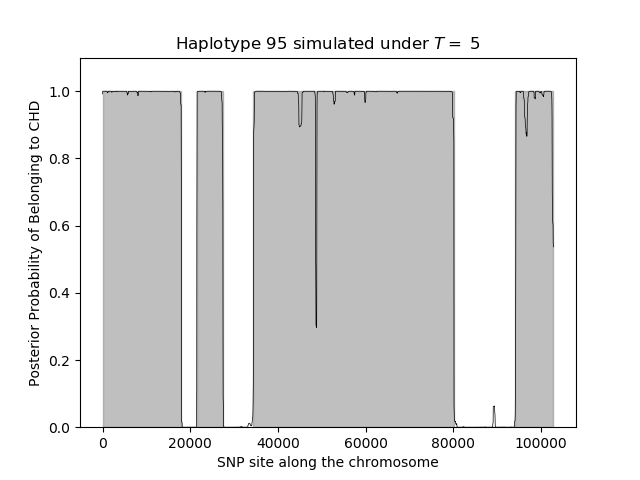 Haplotype 95 simulated under T = 5
Posterior Probability of Belonging to CHD
1.0
0.8
0.6
0.4
0.2
0.0
0 20000 40000 60000 80000 100000
SNP site along the chromosome